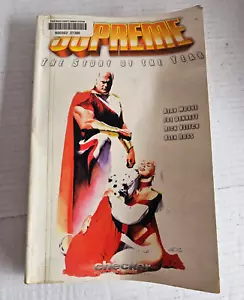 SUPREME
THE STORY OF THE YEAR
ALAN MOORE
JOE BENNETT
RICK VEITCH
ALEX ROSS
checker